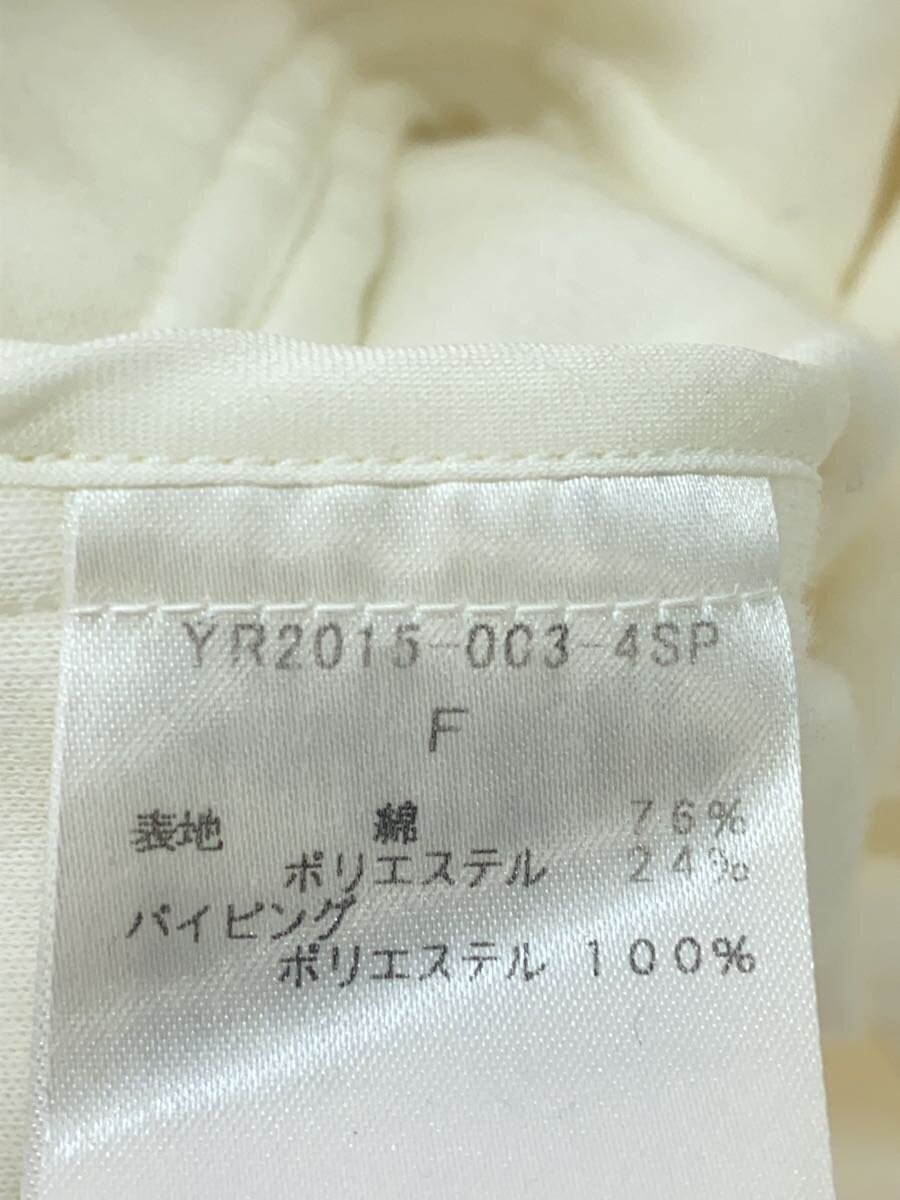 YR2015-003-4SP
F
表地 綿 76%
ポリエステル 24%
パイピング
ポリエステル 100%